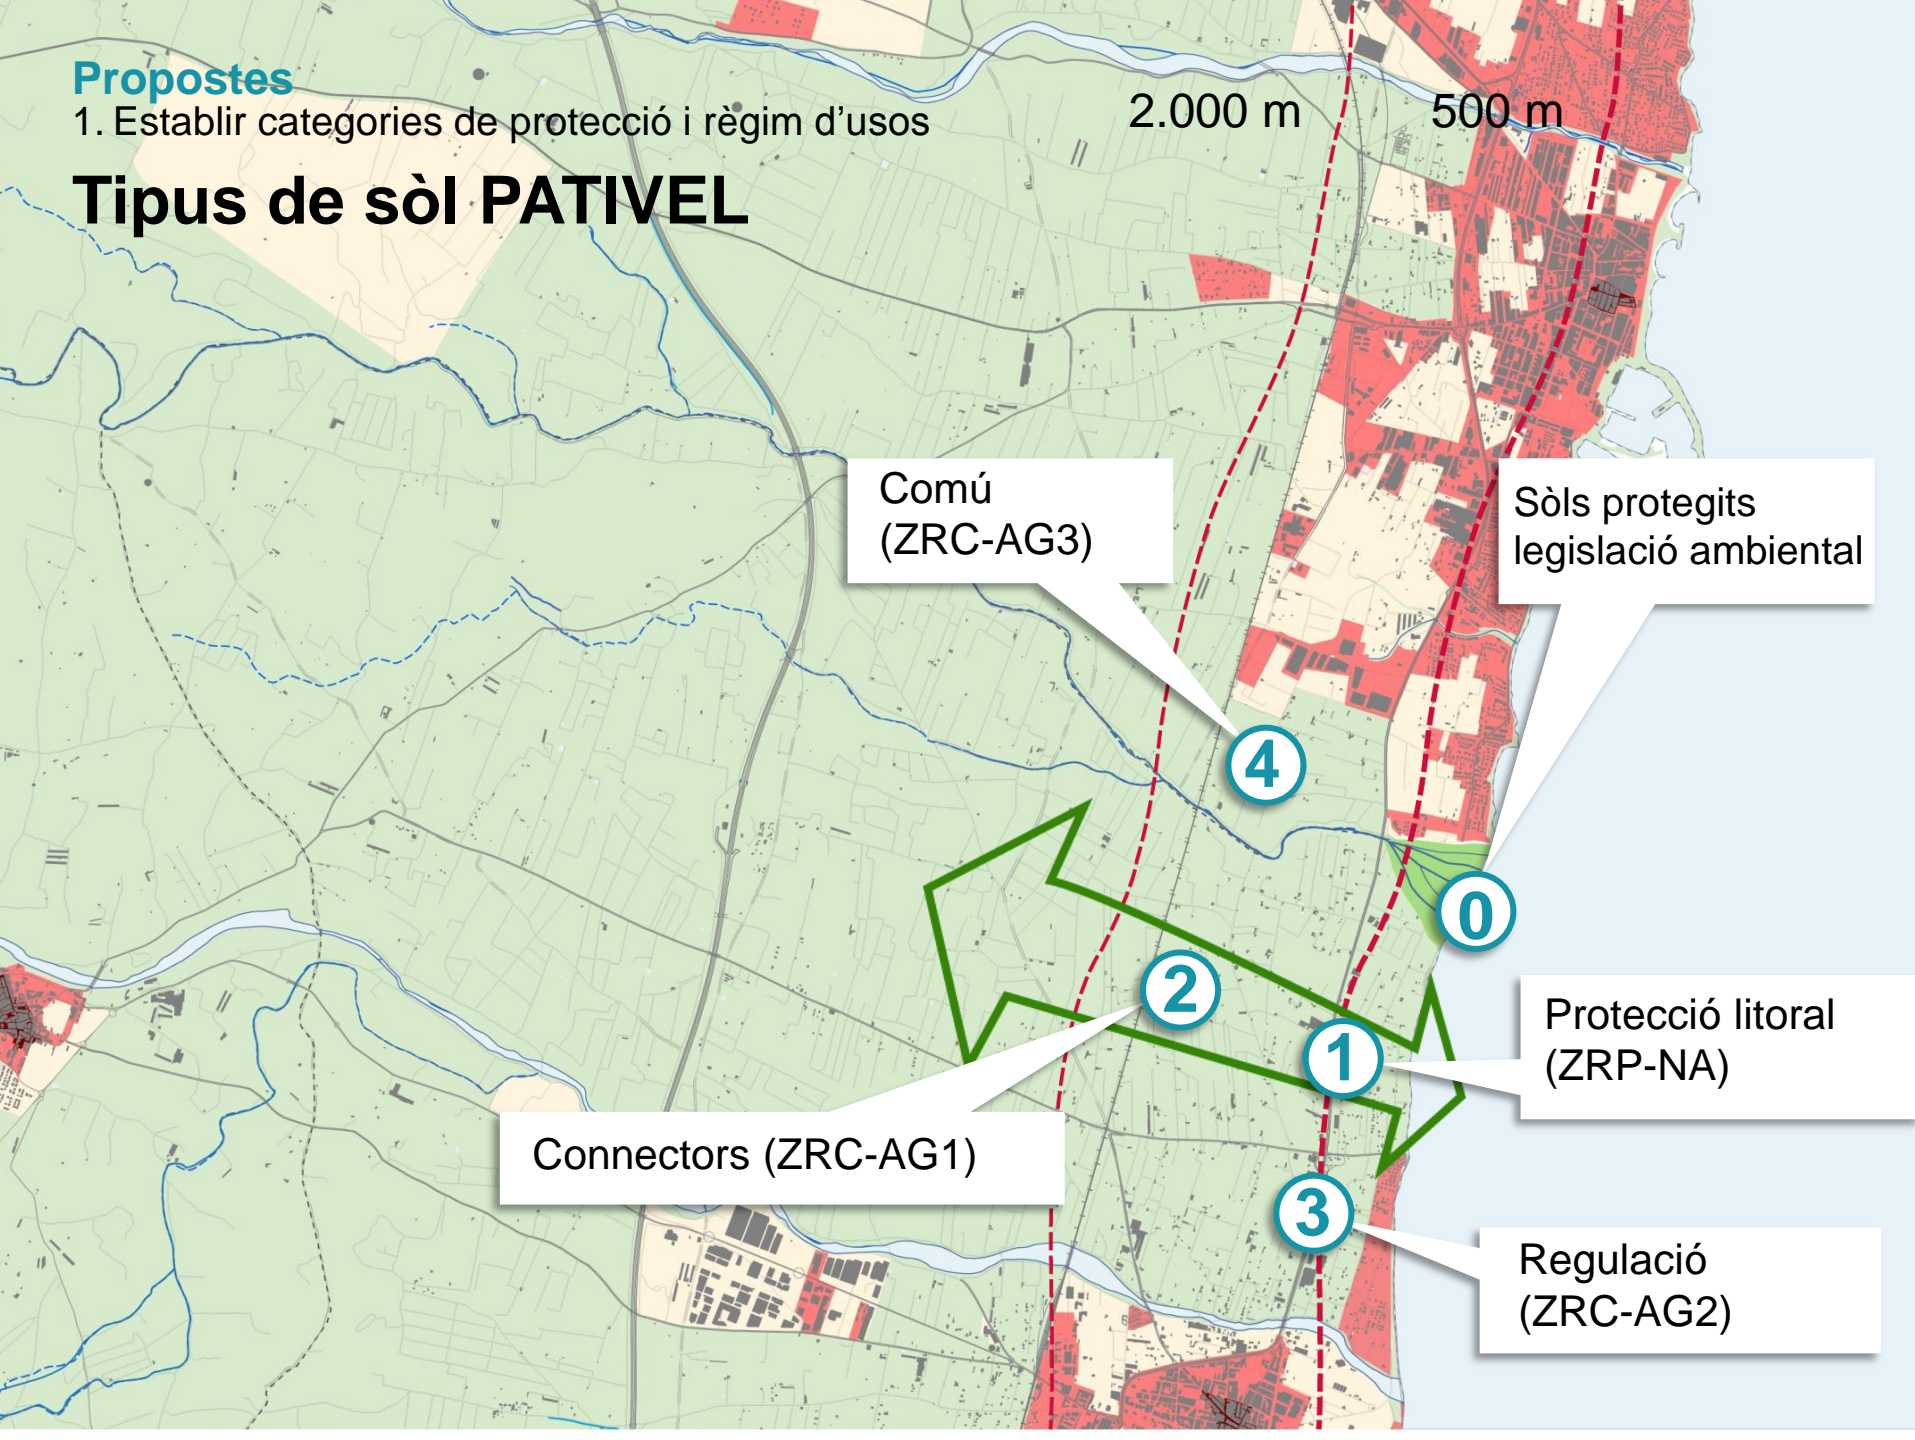 Propostes
1. Establir categories de protecció i règim d’usos
Tipus de sòl PATIVEL
2.000 m
500 m
Comú
(ZRC-AG3)
Sòls protegits
legislació ambiental
4
0
2
1
Protecció litoral
(ZRP-NA)
Connectors (ZRC-AG1)
3
Regulació
(ZRC-AG2)